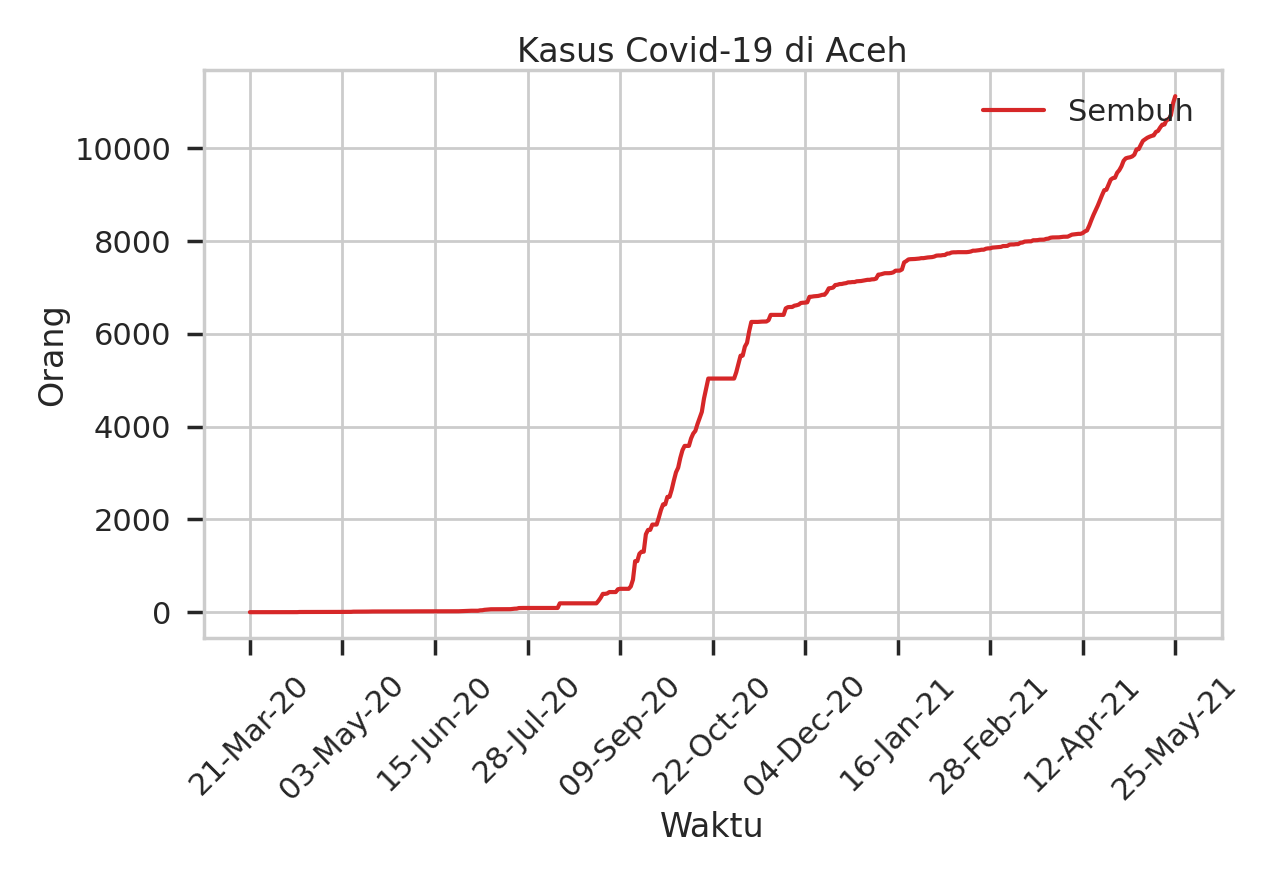 Kasus Covid-19 di Aceh
Sembuh
Orang
10000
8000
6000
4000
2000
0
21-Mar-20
03-May-20
15-Jun-20
28-Jul-20
09-Sep-20
22-Oct-20
04-Dec-20
16-Jan-21
28-Feb-21
12-Apr-21
25-May-21
Waktu